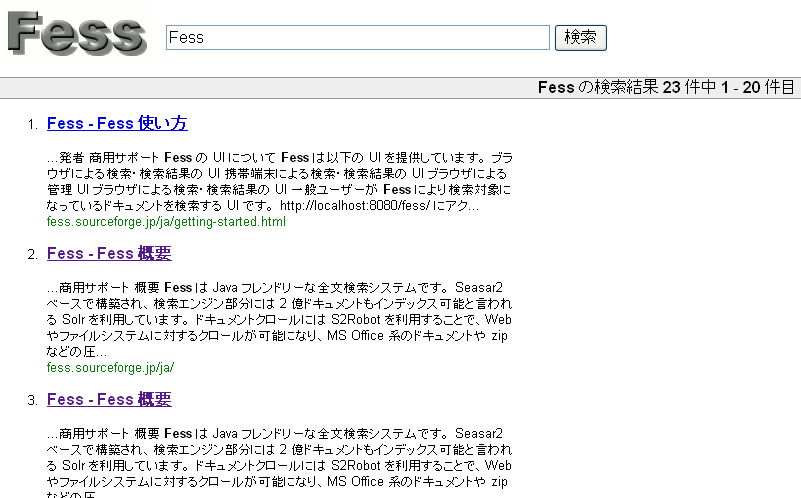 Fess
Fess
検索
Fess の検索結果 23 件中 1 - 20 件目
1. Fess - Fess 使い方
...発者 商用サポート Fess の UI について Fess は以下の UI を提供しています。 ブラ
ウザによる検索・検索結果の UI 携帯端末による検索・検索結果の UI ブラウザによる
管理 UI ブラウザによる検索・検索結果の UI 一般ユーザーが Fess により検索対象に
なっているドキュメントを検索する UI です。 http://localhost:8080/fess/ にアク...
fess.sourceforge.jp/ja/getting-started.html
2. Fess - Fess 概要
...商用サポート 概要 Fess は Java フレンドリーな全文検索システムです。 Seasar2
ベースで構築され、検索エンジン部分には 2 億ドキュメントもインデックス可能と言われ
る Solr を利用しています。ドキュメントクロールには S2Robot を利用することで、Web
やファイルシステムに対するクロールが可能になり、MS Office 系のドキュメントや zip
などの圧...
fess.sourceforge.jp/ja/
3. Fess - Fess 概要
...商用サポート 概要 Fess は Java フレンドリーな全文検索システムです。 Seasar2
ベースで構築され、検索エンジン部分には 2 億ドキュメントもインデックス可能と言われ
る Solr を利用しています。ドキュメントクロールには S2Robot を利用することで、Web
やファイルシステムに対するクロールが可能になり、MS Office 系のドキュメントや zip
などの圧...